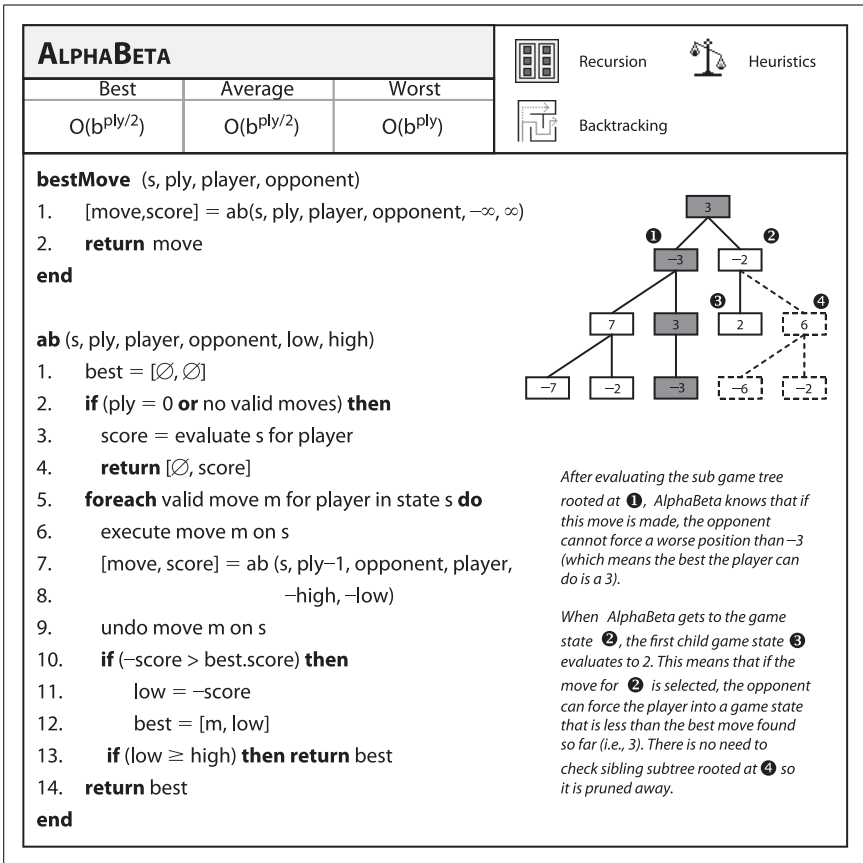 ALPHABETA
Recursion
Heuristics
Best Average Worst
O(b^ply/2) O(b^ply/2) O(b^ply)
Backtracking
bestMove (s, ply, player, opponent)
1. [move,score] = ab(s, ply, player, opponent, −∞, ∞)
2. return move
end
ab (s, ply, player, opponent, low, high)
1. best = [∅, ∅]
2. if (ply = 0 or no valid moves) then
3. score = evaluate s for player
4. return [∅, score]
5. foreach valid move m for player in state s do
6. execute move m on s
7. [move, score] = ab (s, ply−1, opponent, player,
8. −high, −low)
9. undo move m on s
10. if (−score > best.score) then
11. low = −score
12. best = [m, low]
13. if (low ≥ high) then return best
14. return best
end
3
❶ ❷
−3 −2
❸ ❹
7 3 2 6
−7 −2 −3 −6 −2
After evaluating the sub game tree
rooted at ❶, AlphaBeta knows that if
this move is made, the opponent
cannot force a worse position than −3
(which means the best the player can
do is a 3).
When AlphaBeta gets to the game
state ❷, the first child game state ❸
evaluates to 2. This means that if the
move for ❷ is selected, the opponent
can force the player into a game state
that is less than the best move found
so far (i.e., 3). There is no need to
check sibling subtree rooted at ❹ so
it is pruned away.